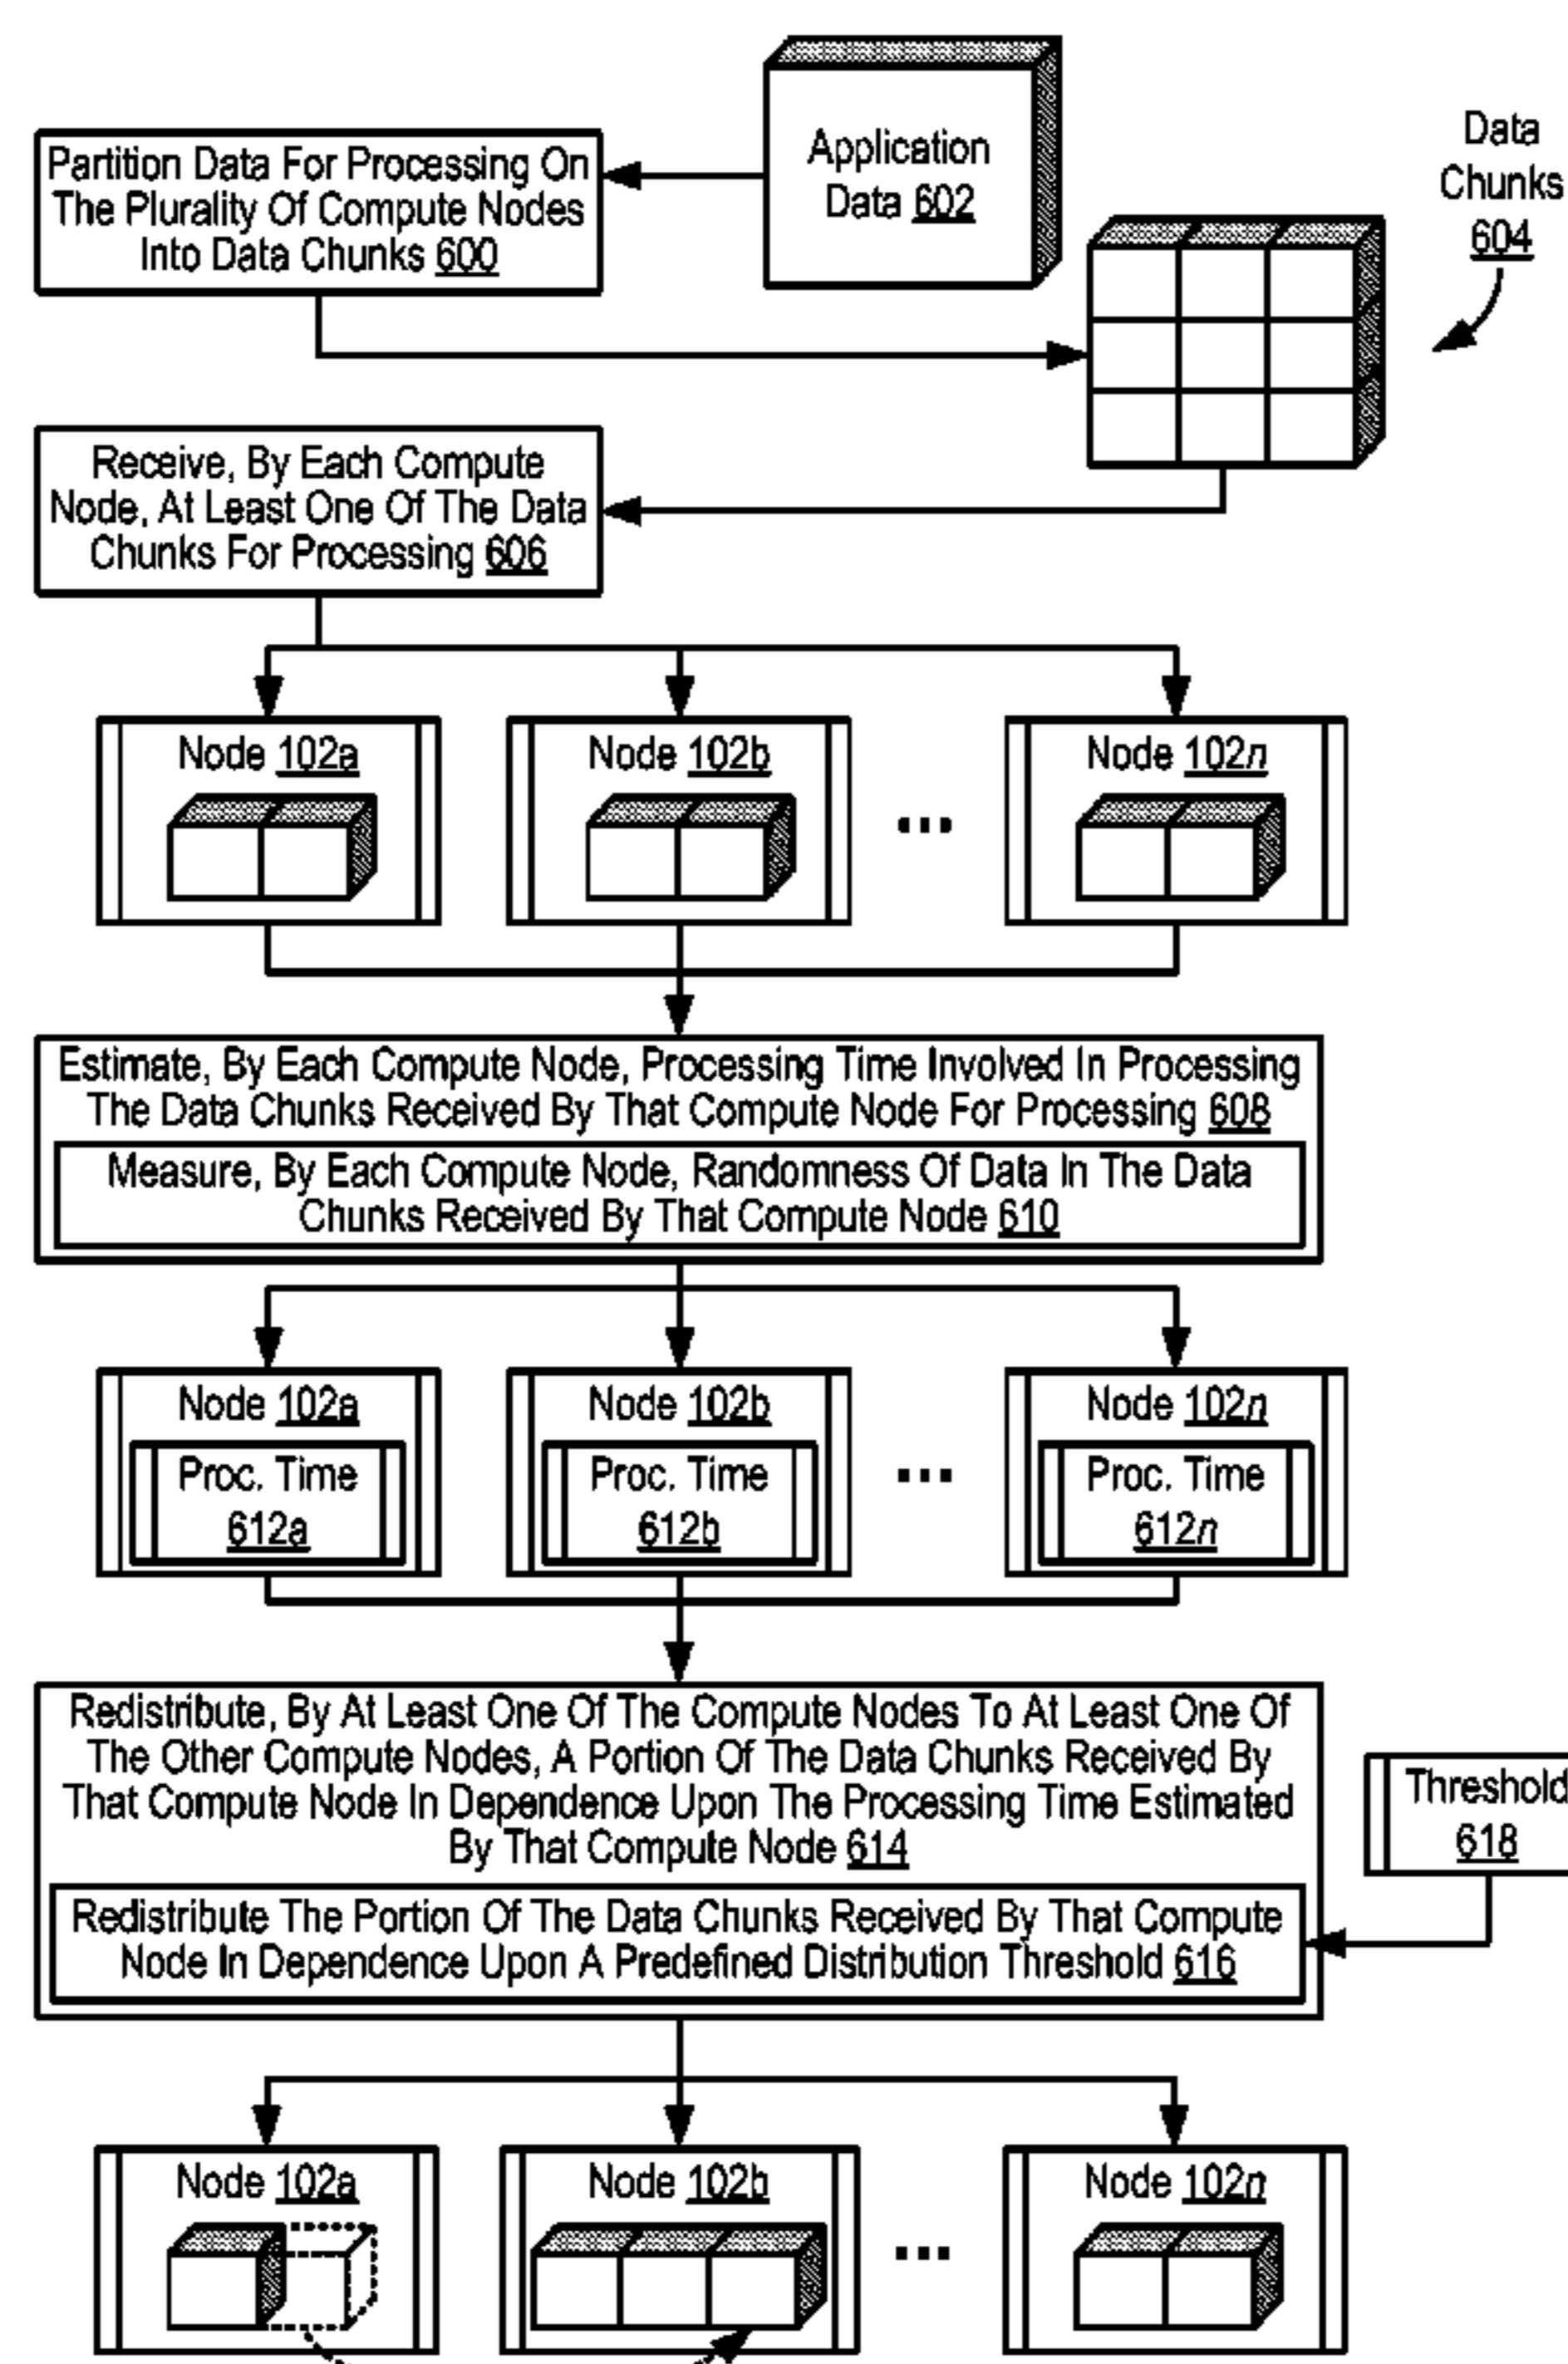 Application
Data 602
Data
Chunks
604
Partition Data For Processing On
The Plurality Of Compute Nodes
Into Data Chunks 600
Receive, By Each Compute
Node, At Least One Of The Data
Chunks For Processing 606
Node 102a
Node 102b
...
Node 102n
Estimate, By Each Compute Node, Processing Time Involved In Processing
The Data Chunks Received By That Compute Node For Processing 608
Measure, By Each Compute Node, Randomness Of Data In The Data
Chunks Received By That Compute Node 610
Node 102a
Proc. Time
612a
Node 102b
Proc. Time
612b
...
Node 102n
Proc. Time
612n
Redistribute, By At Least One Of The Compute Nodes To At Least One Of
The Other Compute Nodes, A Portion Of The Data Chunks Received By
That Compute Node In Dependence Upon The Processing Time Estimated
By That Compute Node 614
Redistribute The Portion Of The Data Chunks Received By That Compute
Node In Dependence Upon A Predefined Distribution Threshold 616
Threshold
618
Node 102a
Node 102b
...
Node 102n